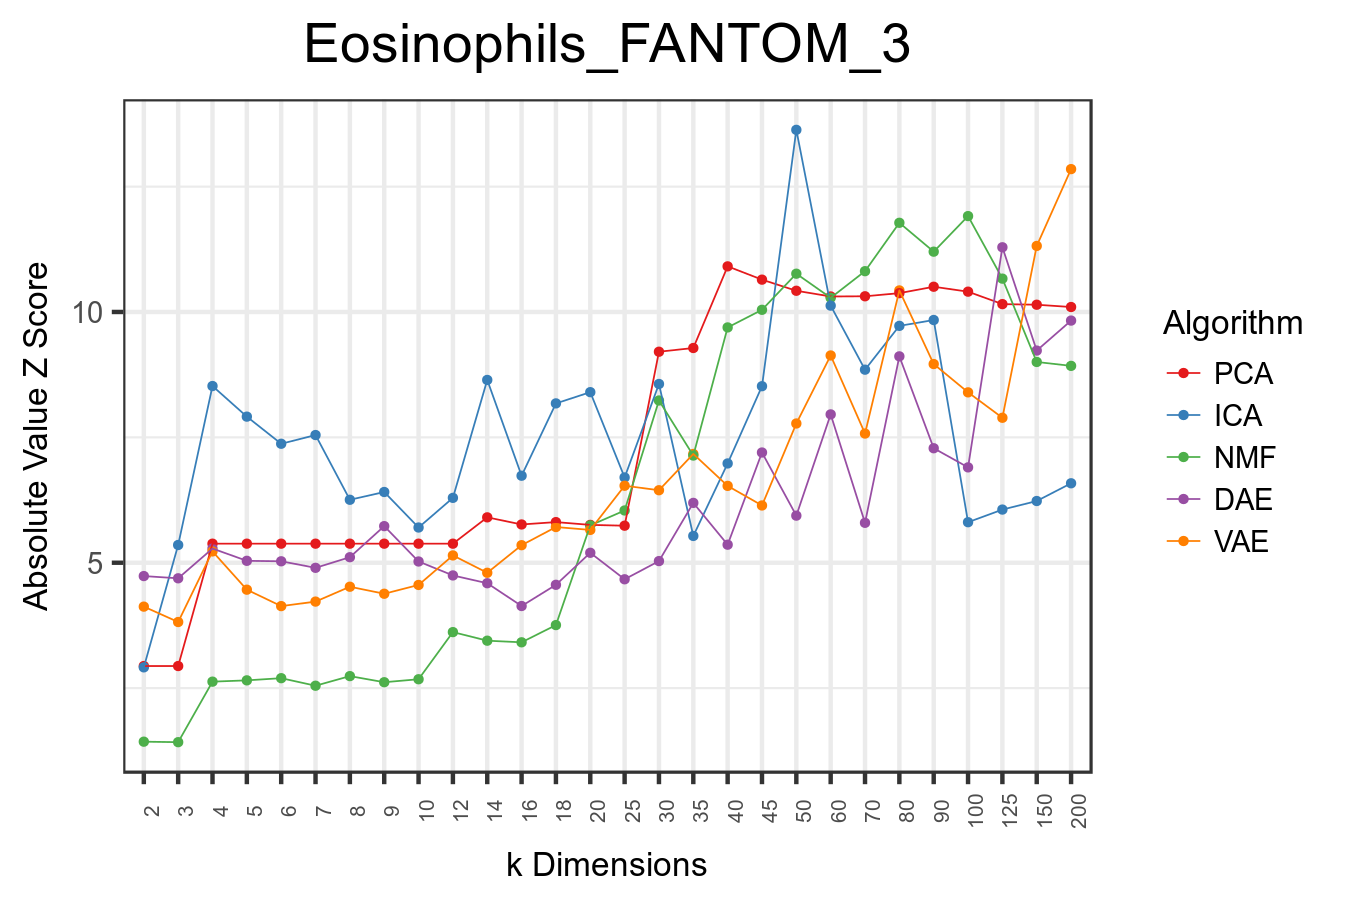 Eosinophils_FANTOM_3
Absolute Value Z Score
10
5
2 3 4 5 6 7 8 9 10 12 14 16 18 20 25 30 35 40 45 50 60 70 80 90 100 125 150 200
k Dimensions
Algorithm
PCA
ICA
NMF
DAE
VAE